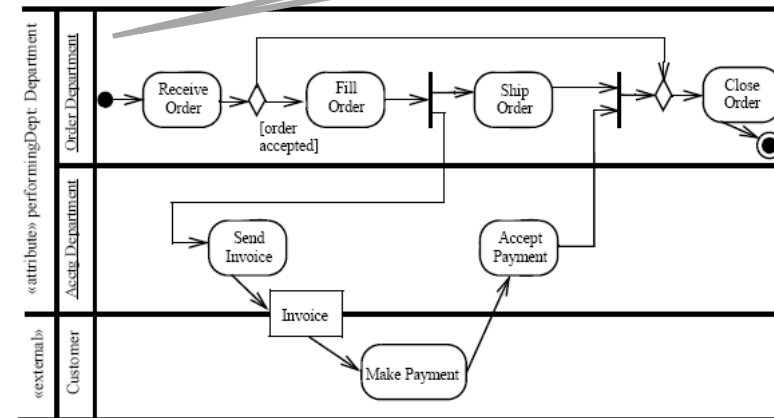 «attribute» performingDept: Department
Order Department
Receive
Order
[order
accepted]
Fill
Order
Ship
Order
Close
Order
Acctg Department
Send
Invoice
Accept
Payment
Invoice
«external»
Customer
Make Payment